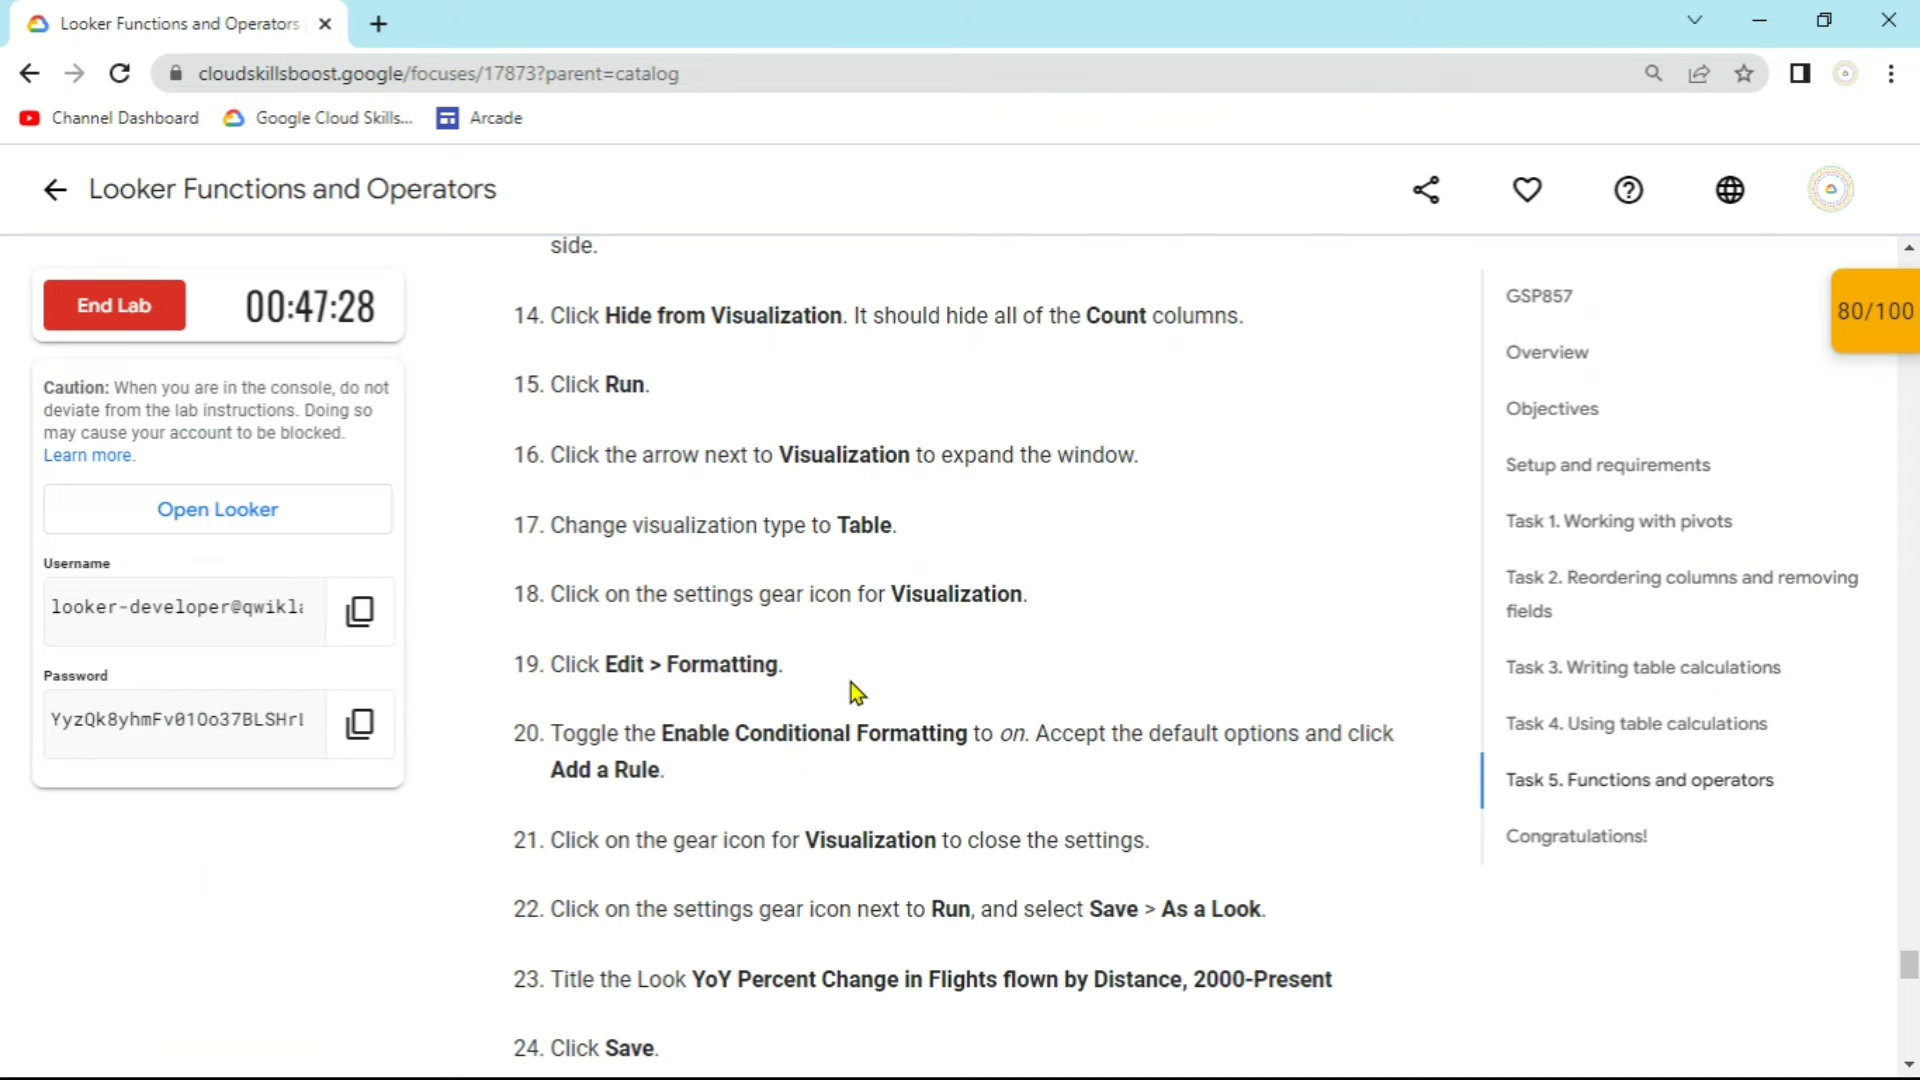 Looker Functions and Operators
cloudskillsboost.google/focuses/17873?parent=catalog
Channel Dashboard
Google Cloud Skills...
Arcade
Looker Functions and Operators
End Lab
00:47:28
Caution: When you are in the console, do not
deviate from the lab instructions. Doing so
may cause your account to be blocked.
Learn more.
Open Looker
Username
looker-developer@qwikl
Password
YyzQk8yhmFv01Oo37BLSHr
side.
14. Click Hide from Visualization. It should hide all of the Count columns.
15. Click Run.
16. Click the arrow next to Visualization to expand the window.
17. Change visualization type to Table.
18. Click on the settings gear icon for Visualization.
19. Click Edit > Formatting.
20. Toggle the Enable Conditional Formatting to on. Accept the default options and click
Add a Rule.
21. Click on the gear icon for Visualization to close the settings.
22. Click on the settings gear icon next to Run, and select Save > As a Look.
23. Title the Look YoY Percent Change in Flights flown by Distance, 2000-Present
24. Click Save.
GSP857
Overview
Objectives
Setup and requirements
Task 1. Working with pivots
Task 2. Reordering columns and removing
fields
Task 3. Writing table calculations
Task 4. Using table calculations
Task 5. Functions and operators
Congratulations!
80/100